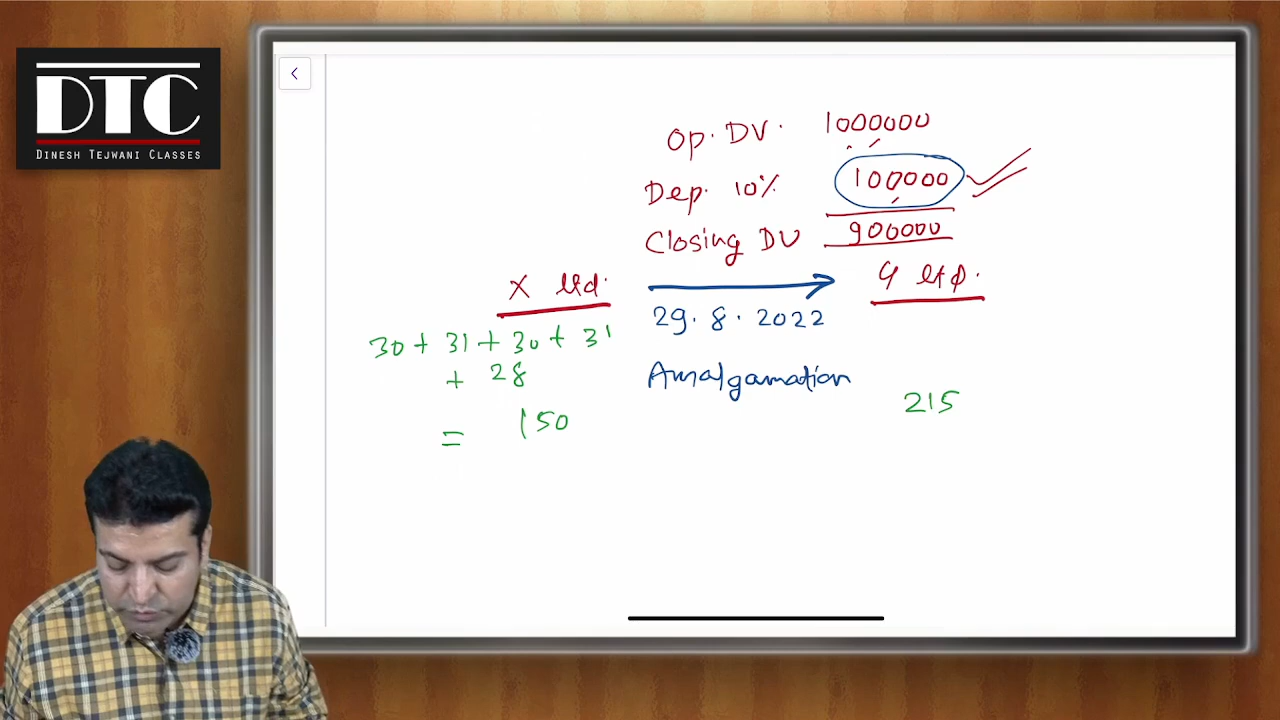 DTC
DINESH TEJWANI CLASSES
Op. DV. 1000000
Dep. 10% 100000
Closing DV 900000
X Ltd. Y Ltd.
29.8.2022
30 + 31 + 30 + 31
+ 28
Amalgamation
= 150
215